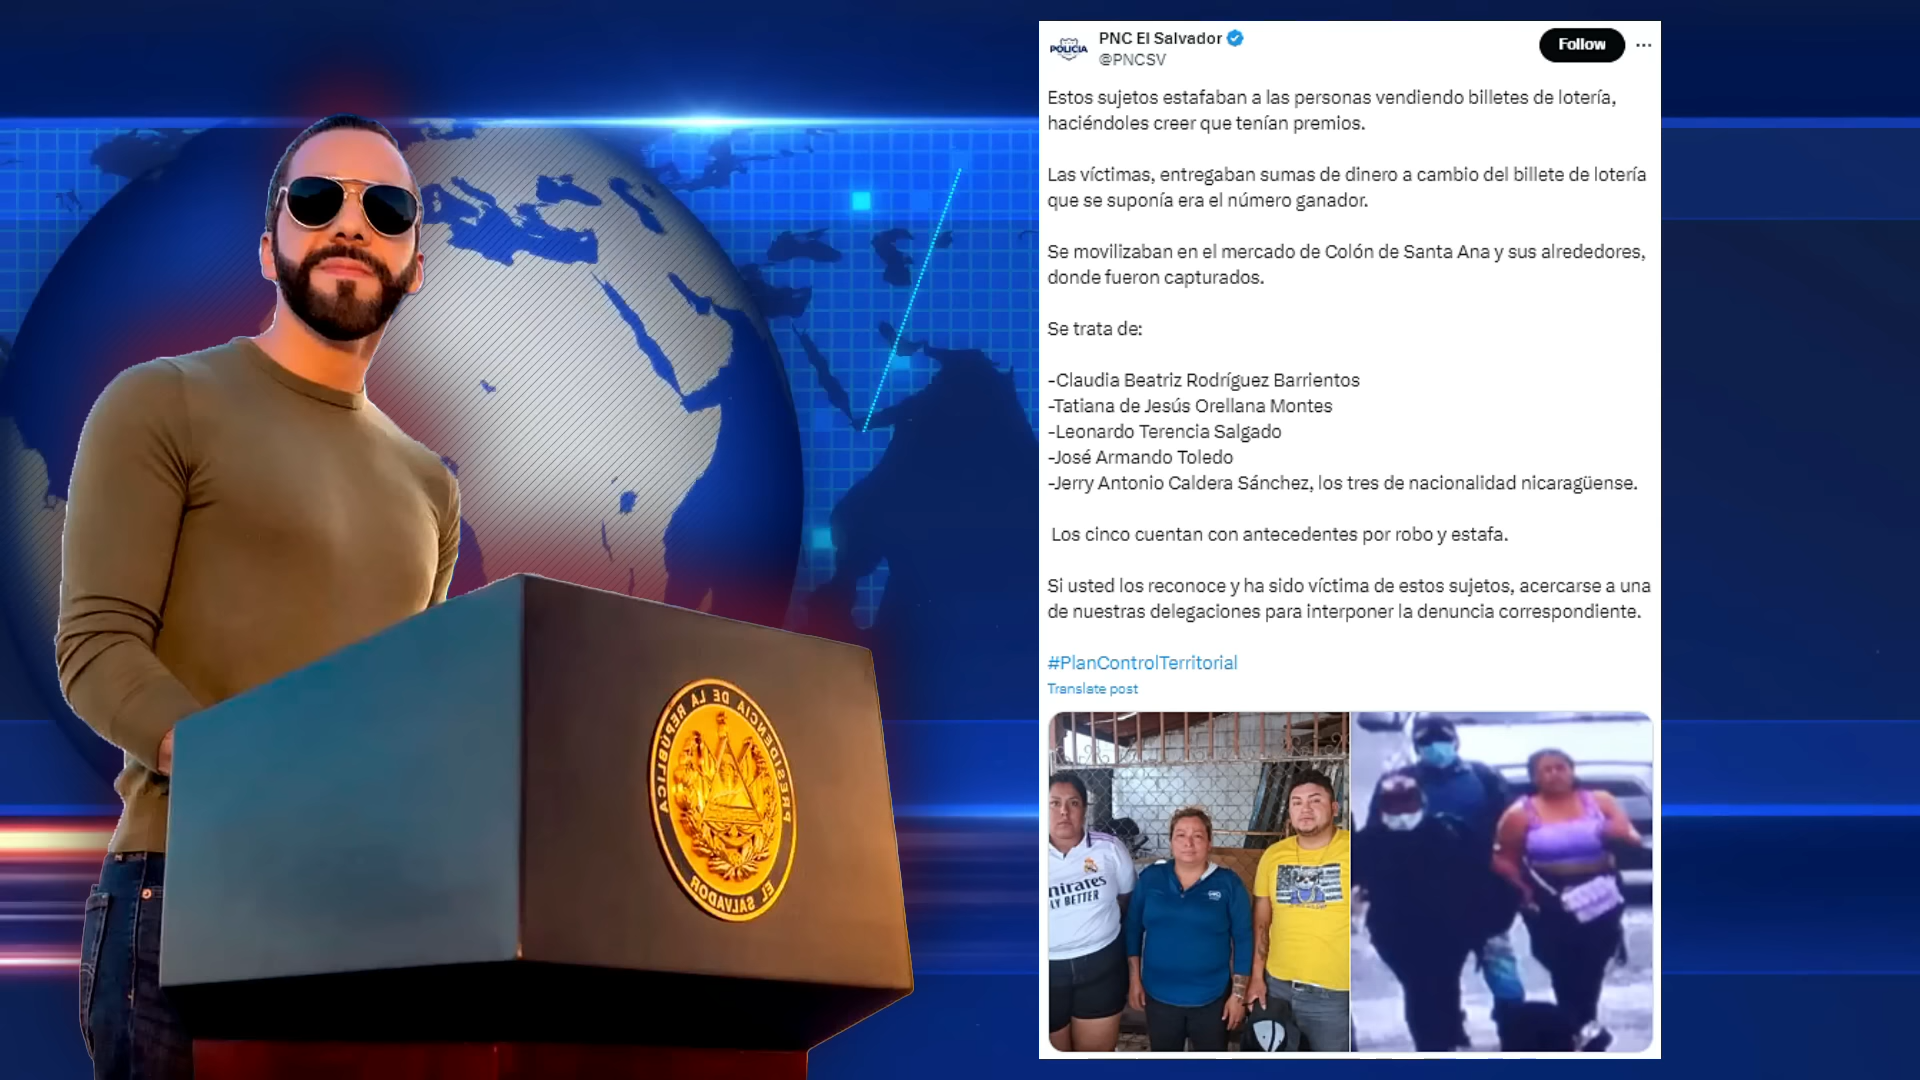 POLICIA
PNC El Salvador
@PNCSV
Follow
Estos sujetos estafaban a las personas vendiendo billetes de lotería,
haciéndoles creer que tenían premios.
Las víctimas, entregaban sumas de dinero a cambio del billete de lotería
que se suponía era el número ganador.
Se movilizaban en el mercado de Colón de Santa Ana y sus alrededores,
donde fueron capturados.
Se trata de:
-Claudia Beatriz Rodríguez Barrientos
-Tatiana de Jesús Orellana Montes
-Leonardo Terencia Salgado
-José Armando Toledo
-Jerry Antonio Caldera Sánchez, los tres de nacionalidad nicaragüense.
Los cinco cuentan con antecedentes por robo y estafa.
Si usted los reconoce y ha sido víctima de estos sujetos, acercarse a una
de nuestras delegaciones para interponer la denuncia correspondiente.
#PlanControlTerritorial
Translate post
PRESIDENCIA DE LA REPÚBLICA
EL SALVADOR
mirates
LY BETTER